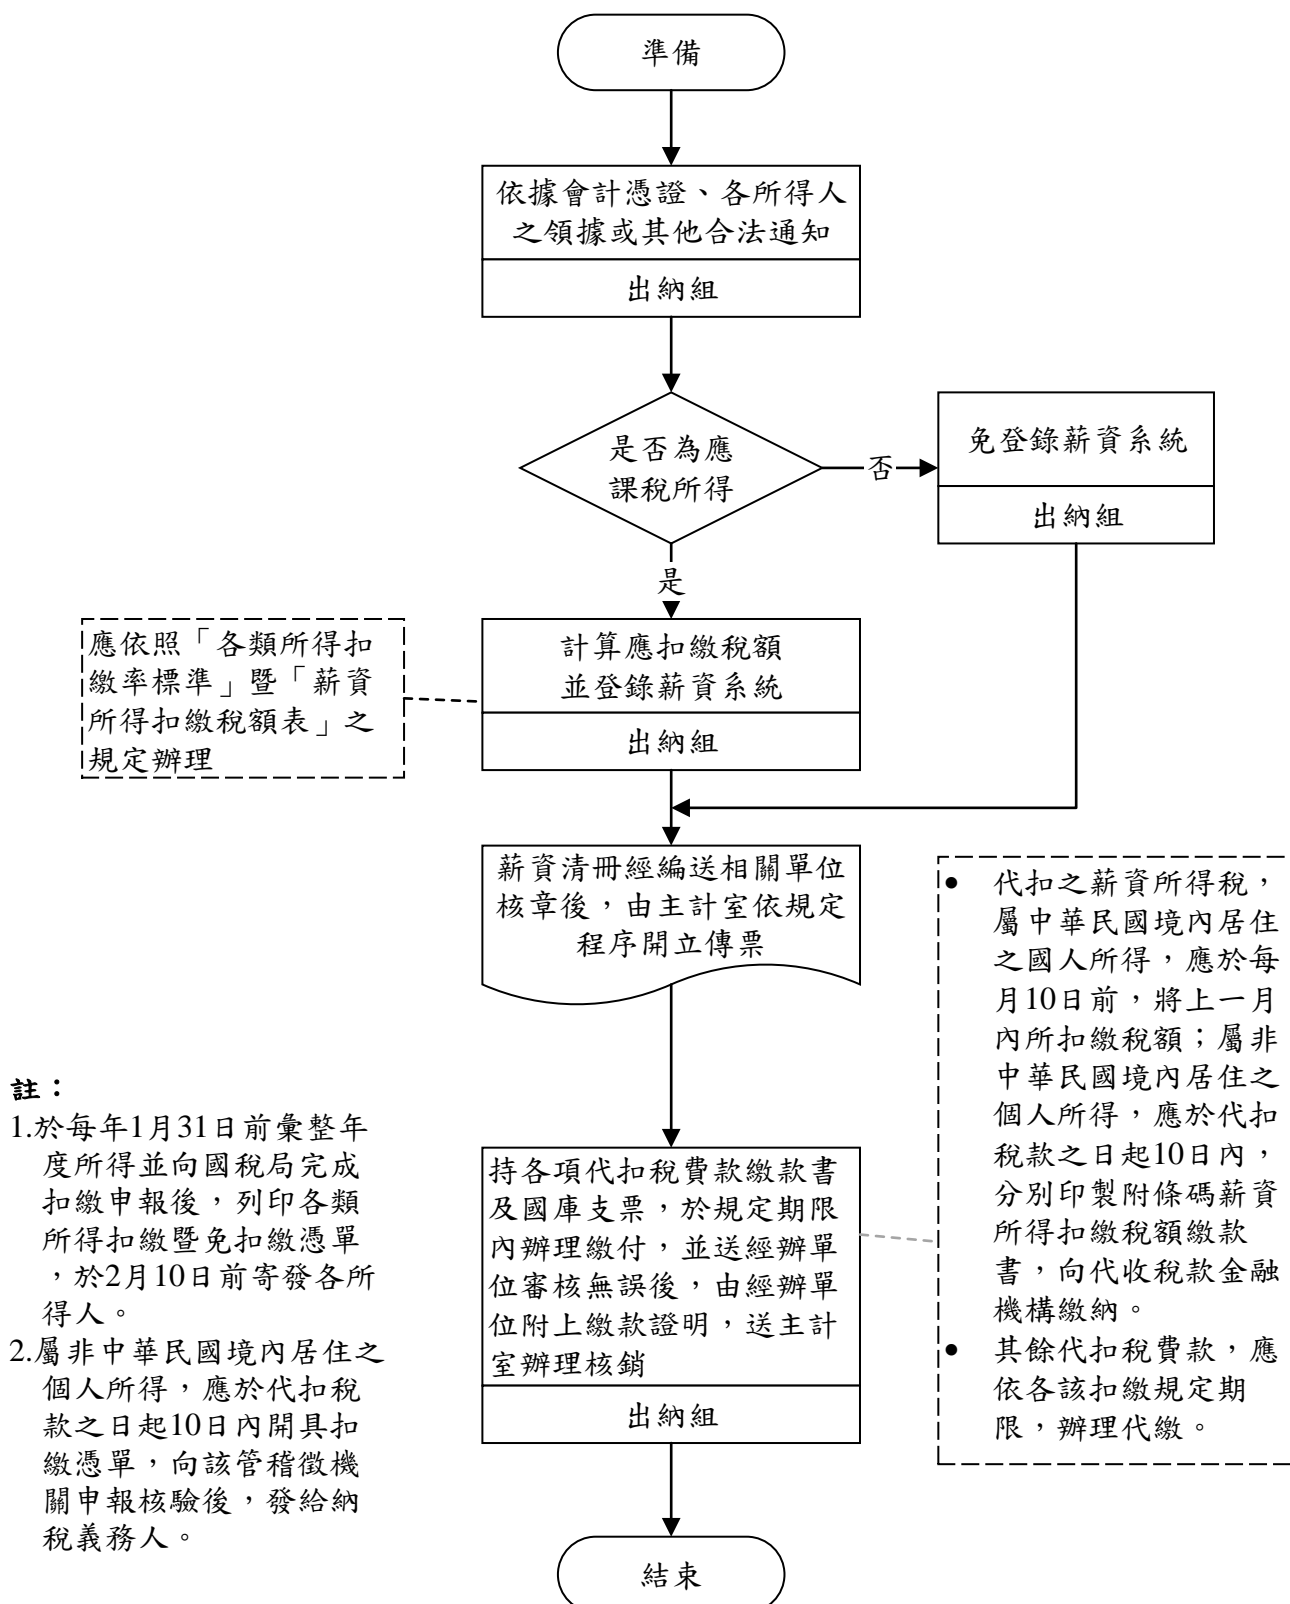 準備
依據會計憑證、各所得人
之領據或其他合法通知
出納組
是否為應
課稅所得
否
免登錄薪資系統
出納組
是
應依照「各類所得扣
繳率標準」暨「薪資
所得扣繳稅額表」之
規定辦理
計算應扣繳稅額
並登錄薪資系統
出納組
薪資清冊經編送相關單位
核章後，由主計室依規定
程序開立傳票
● 代扣之薪資所得稅，
屬中華民國境內居住
之國人所得，應於每
月10日前，將上一月
內所扣繳稅額；屬非
中華民國境內居住之
個人所得，應於代扣
稅款之日起10日內，
分別印製附條碼薪資
所得扣繳稅額繳款
書，向代收稅款金融
機構繳納。
● 其餘代扣稅費款，應
依各該扣繳規定期
限，辦理代繳。
持各項代扣稅費款繳款書
及國庫支票，於規定期限
內辦理繳付，並送經辦單
位審核無誤後，由經辦單
位附上繳款證明，送主計
室辦理核銷
出納組
註：
1.於每年1月31日前彙整年
度所得並向國稅局完成
扣繳申報後，列印各類
所得扣繳暨免扣繳憑單
，於2月10日前寄發各所
得人。
2.屬非中華民國境內居住之
個人所得，應於代扣稅
款之日起10日內開具扣
繳憑單，向該管稽徵機
關申報核驗後，發給納
稅義務人。
結束